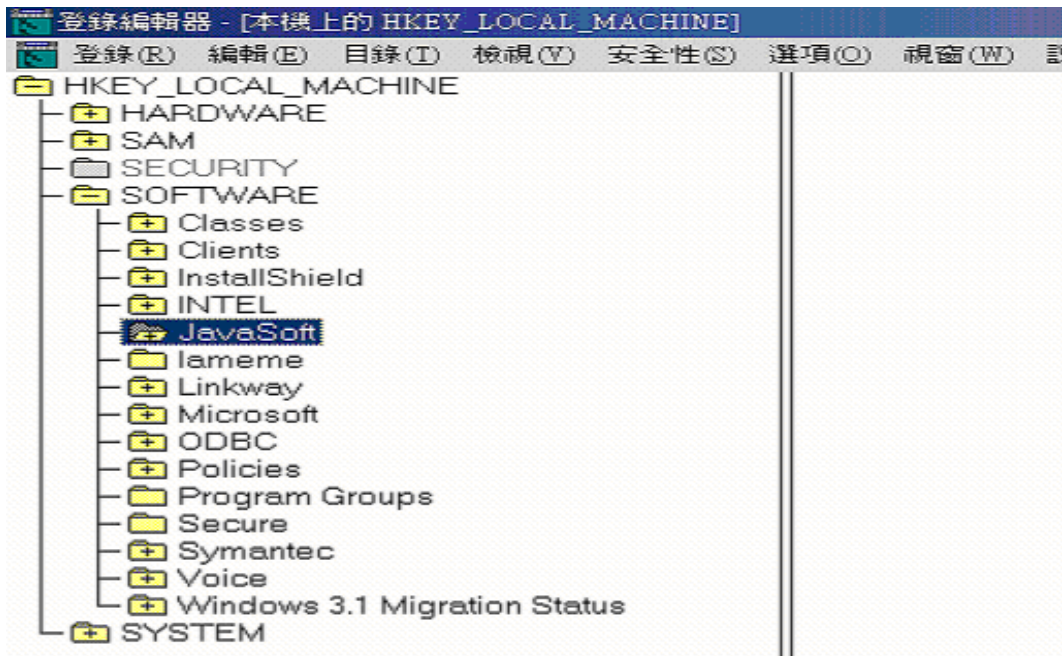 登錄編輯器 - [本機上的 HKEY_LOCAL_MACHINE]
登錄(R) 編輯(E) 目錄(T) 檢視(V) 安全性(S) 選項(O) 視窗(W)
HKEY_LOCAL_MACHINE
HARDWARE
SAM
SECURITY
SOFTWARE
Classes
Clients
InstallShield
INTEL
JavaSoft
lameme
Linkway
Microsoft
ODBC
Policies
Program Groups
Secure
Symantec
Voice
Windows 3.1 Migration Status
SYSTEM